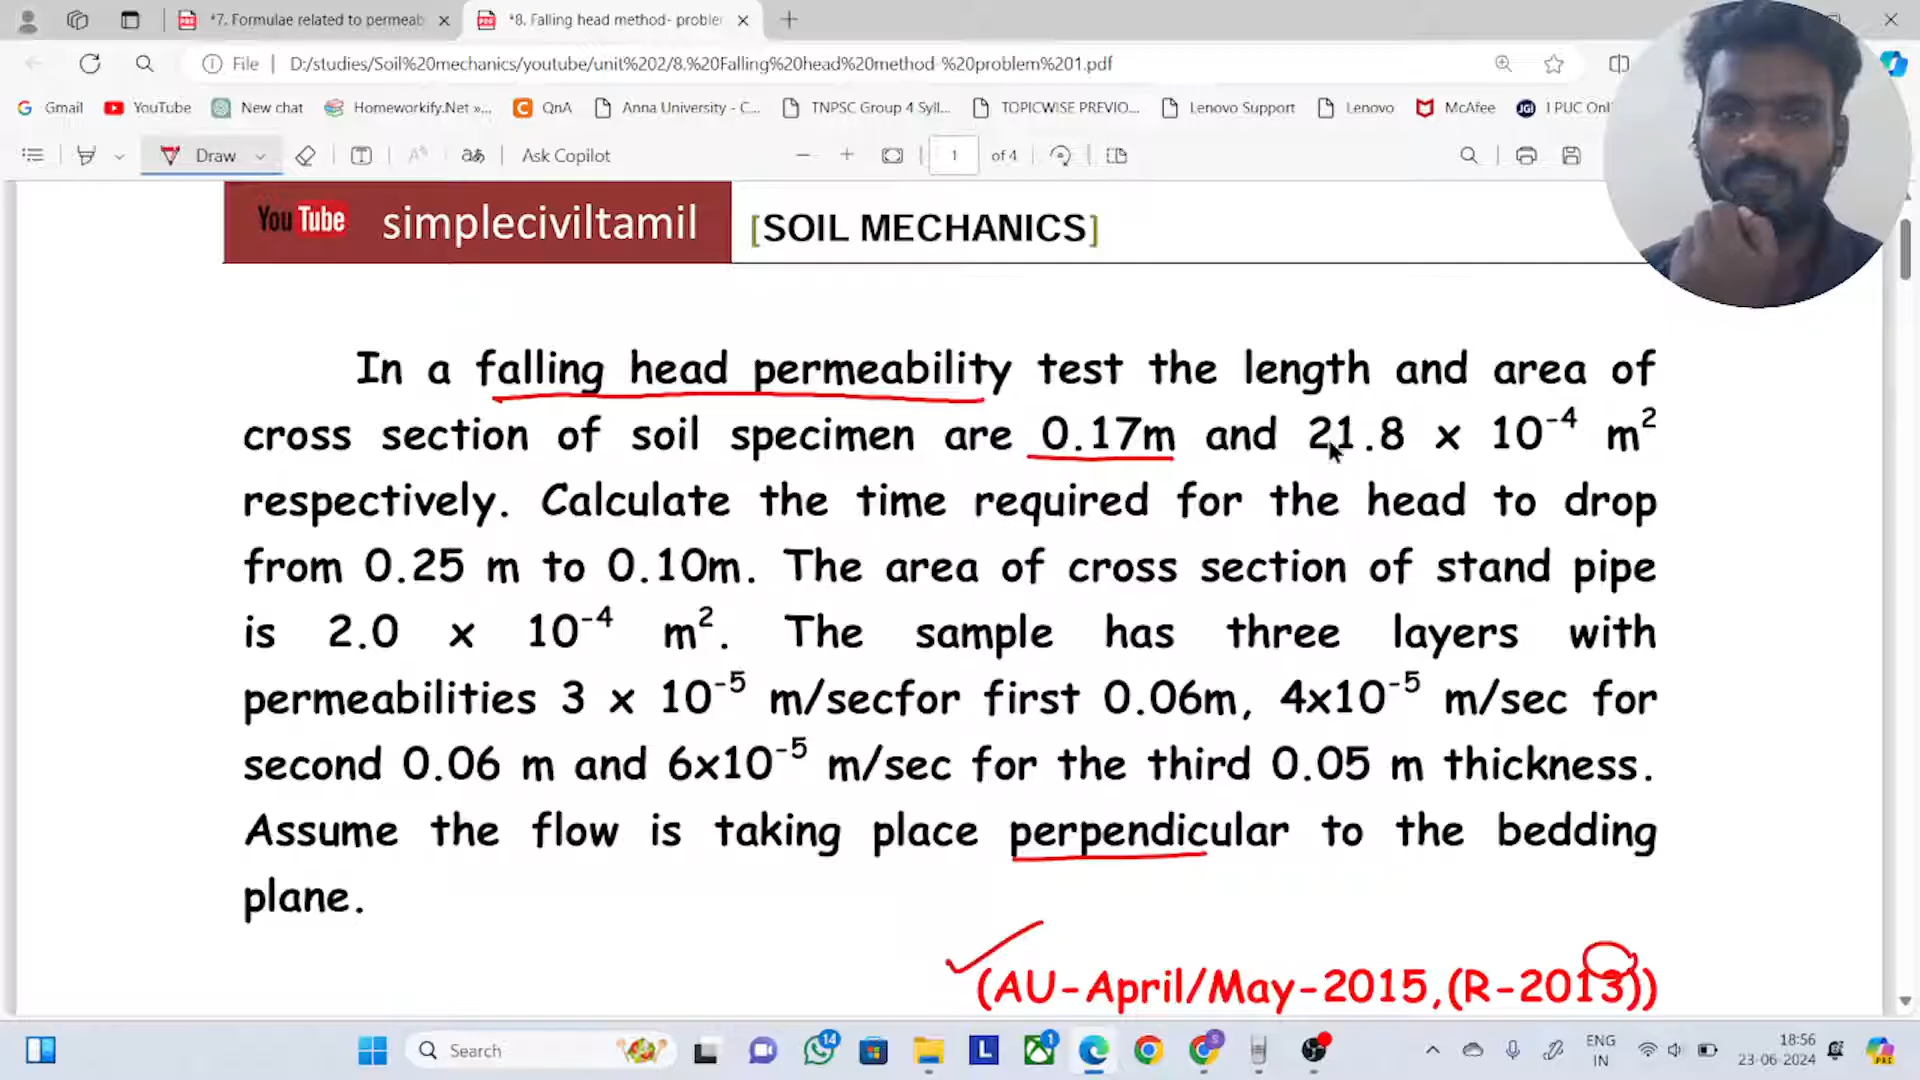 *7. Formulae related to permeab
*8. Falling head method- probler
File
D:/studies/Soil%20mechanics/youtube/unit%202/8.%20Falling%20head%20method-%20problem%201.pdf
Gmail
YouTube
New chat
Homeworkify.Net »...
QnA
Anna University - C...
TNPSC Group 4 Syll...
TOPICWISE PREVIO...
Lenovo Support
Lenovo
McAfee
I PUC Onl
Draw
Ask Copilot
1 of 4
YouTube simpleciviltamil [SOIL MECHANICS]
In a falling head permeability test the length and area of
cross section of soil specimen are 0.17m and 21.8 x 10⁻⁴ m²
respectively. Calculate the time required for the head to drop
from 0.25 m to 0.10m. The area of cross section of stand pipe
is 2.0 x 10⁻⁴ m². The sample has three layers with
permeabilities 3 x 10⁻⁵ m/secfor first 0.06m, 4x10⁻⁵ m/sec for
second 0.06 m and 6x10⁻⁵ m/sec for the third 0.05 m thickness.
Assume the flow is taking place perpendicular to the bedding
plane.
(AU-April/May-2015,(R-2013))
Search
14
1
ENG
IN
18:56
23-06-2024